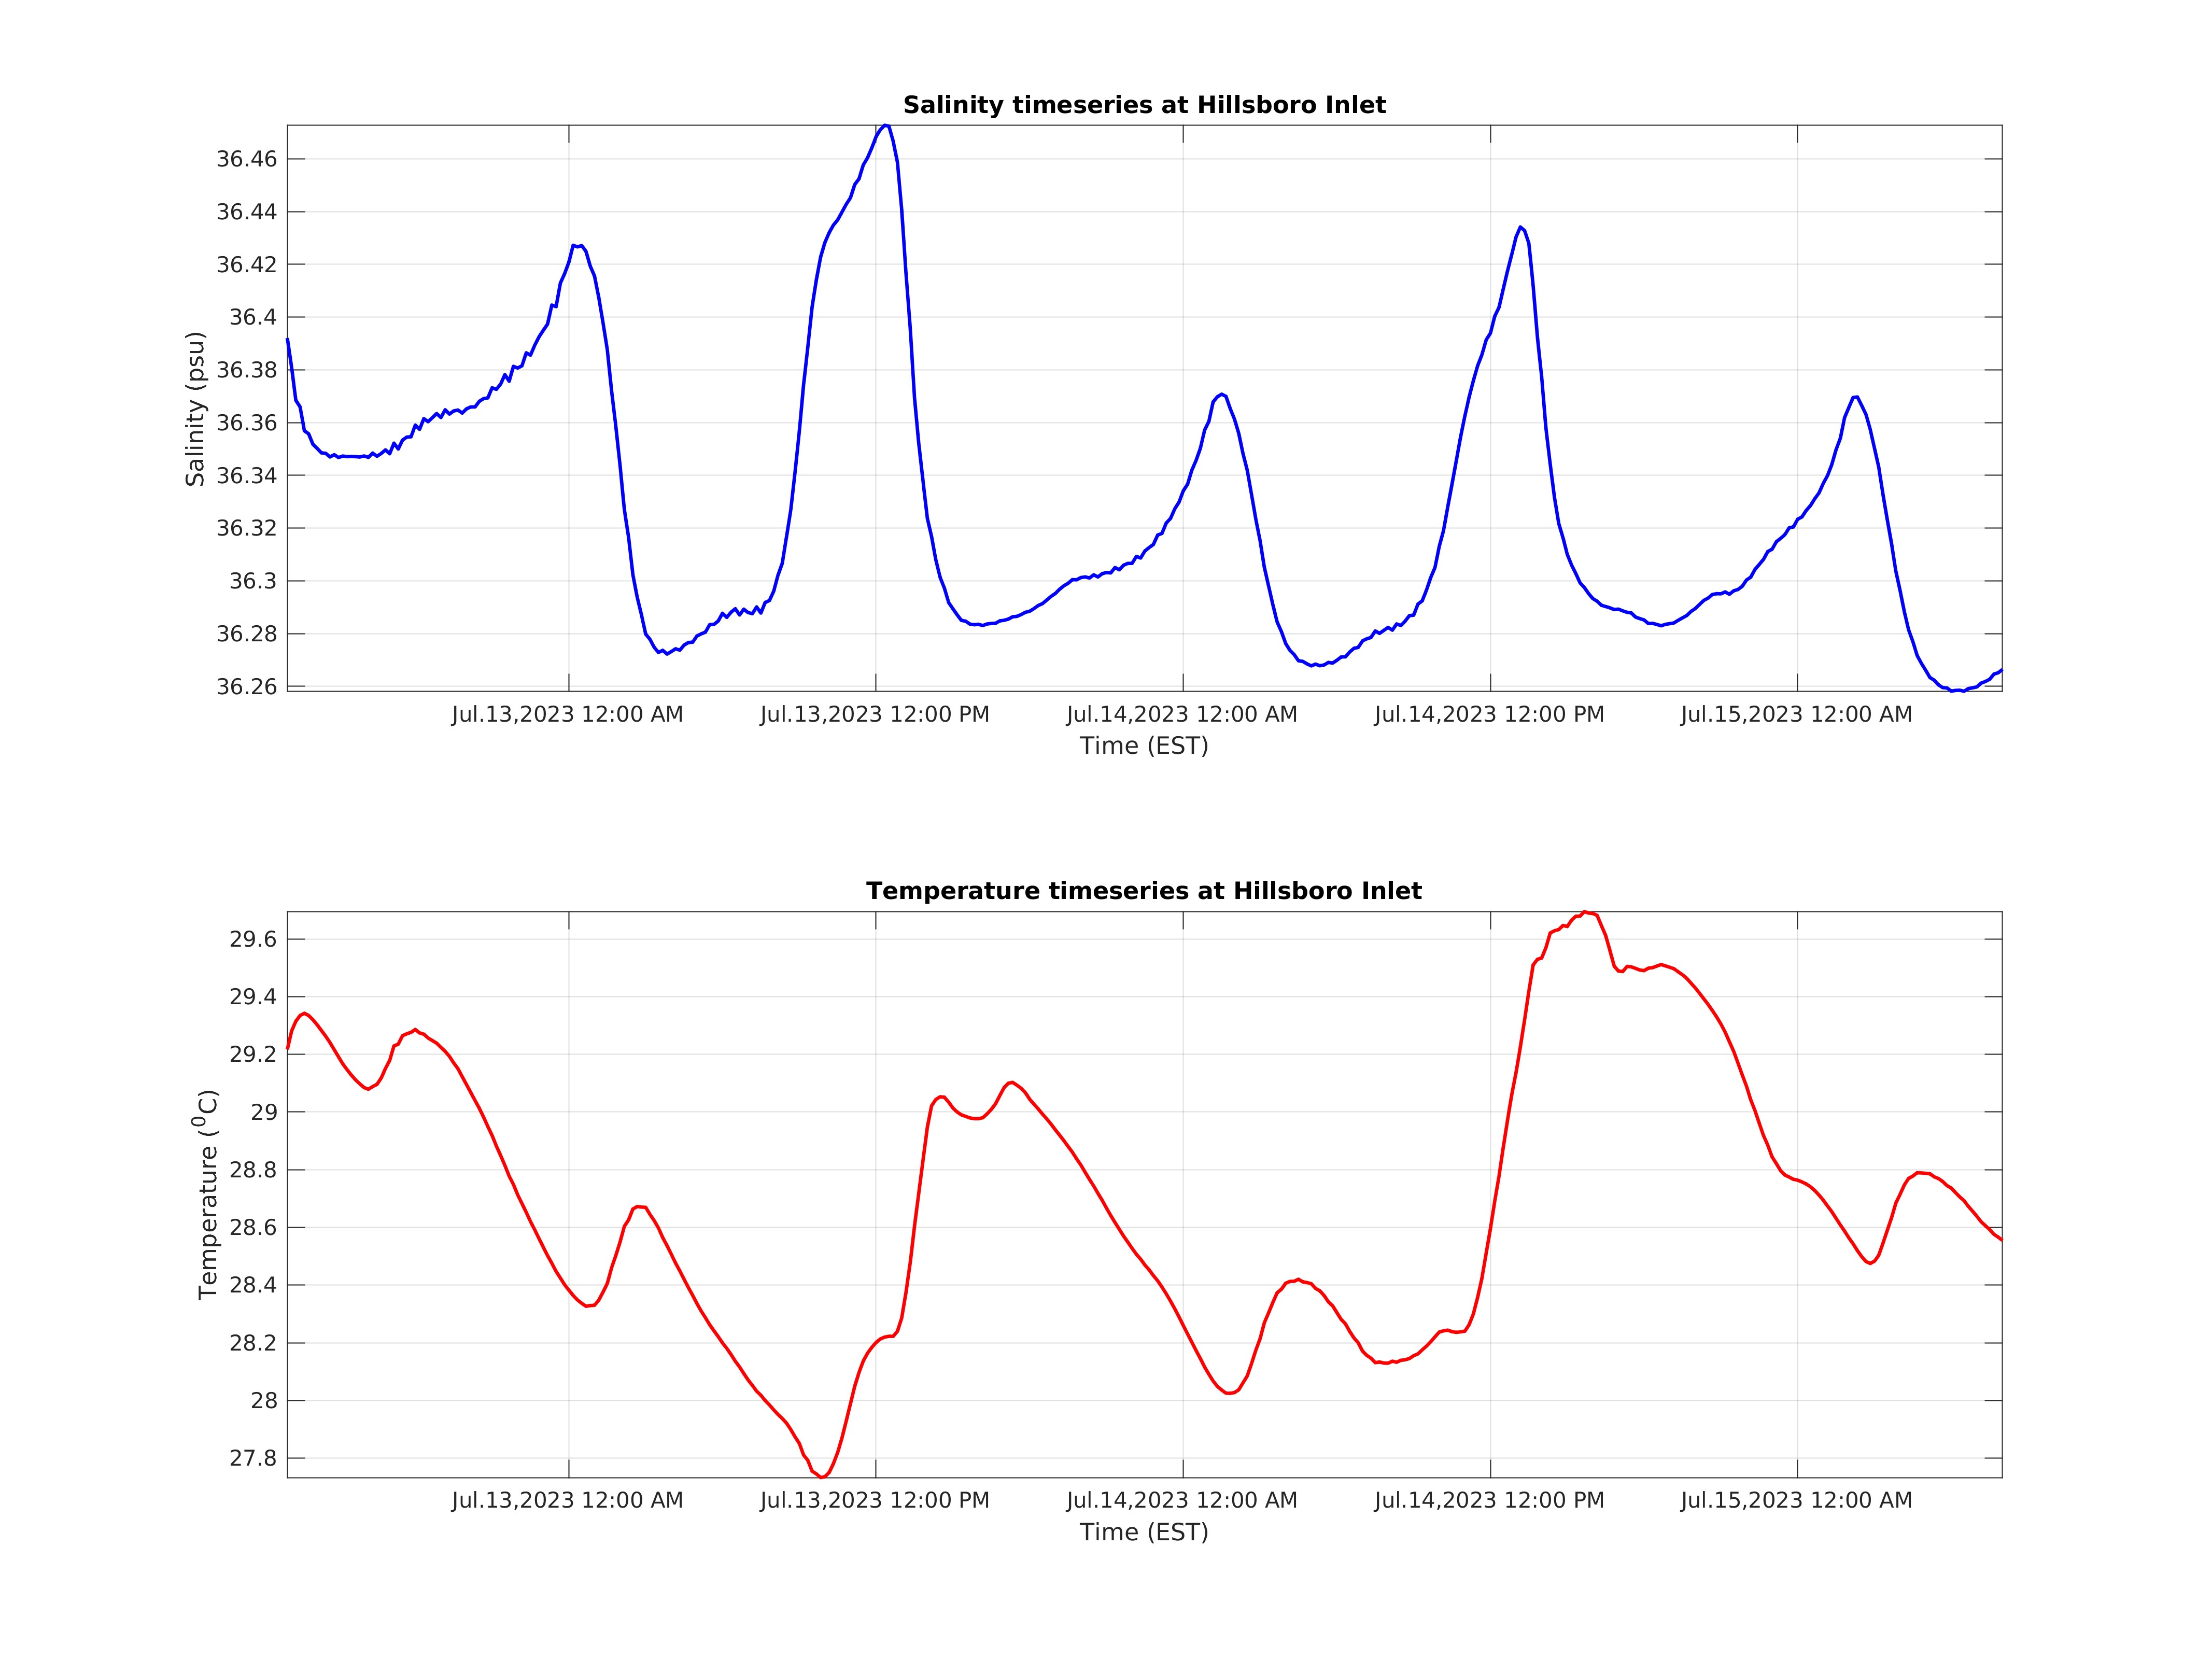 Salinity timeseries at Hillsboro Inlet
Salinity (psu)
36.46
36.44
36.42
36.4
36.38
36.36
36.34
36.32
36.3
36.28
36.26
Jul.13,2023 12:00 AM Jul.13,2023 12:00 PM Jul.14,2023 12:00 AM Jul.14,2023 12:00 PM Jul.15,2023 12:00 AM
Time (EST)
Temperature timeseries at Hillsboro Inlet
Temperature (⁰C)
29.6
29.4
29.2
29
28.8
28.6
28.4
28.2
28
27.8
Jul.13,2023 12:00 AM Jul.13,2023 12:00 PM Jul.14,2023 12:00 AM Jul.14,2023 12:00 PM Jul.15,2023 12:00 AM
Time (EST)